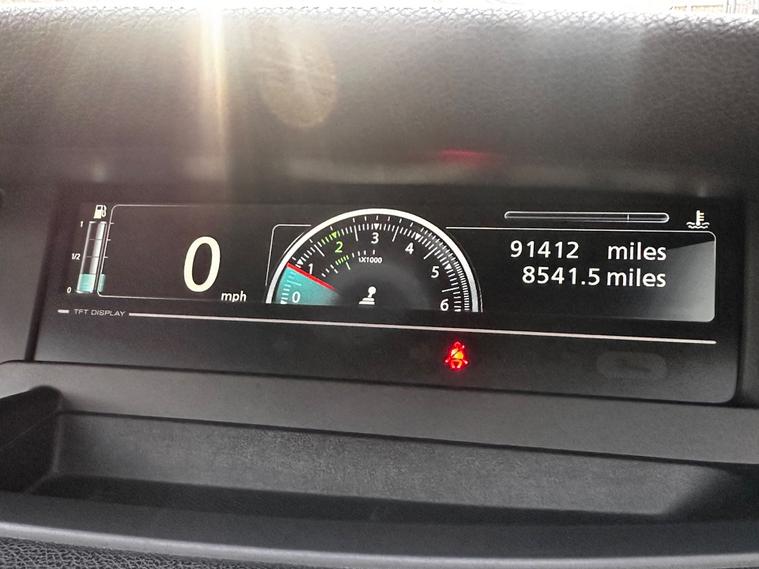 1
1/2
0
0 mph
0 1 2 3 4 5 6
1X1000
91412 miles
8541.5 miles
TFT DISPLAY